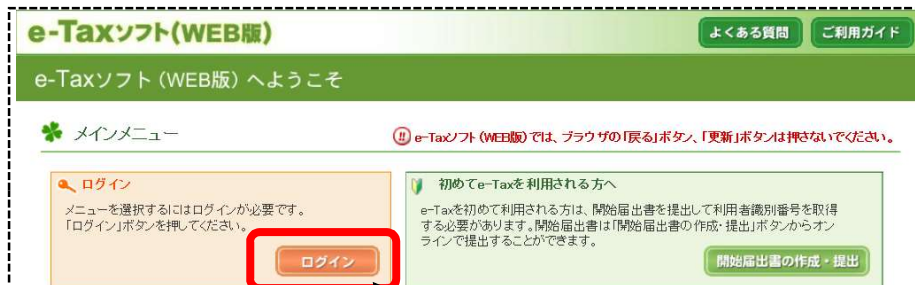 e-Taxソフト(WEB版)
よくある質問
ご利用ガイド
e-Taxソフト（WEB版）へようこそ
メインメニュー
e-Taxソフト（WEB版）では、ブラウザの「戻る」ボタン、「更新」ボタンは押さないでください。
ログイン
メニューを選択するにはログインが必要です。
「ログイン」ボタンを押してください。
ログイン
初めてe-Taxを利用される方へ
e-Taxを初めて利用される方は、開始届出書を提出して利用者識別番号を取得
する必要があります。開始届出書は「開始届出書の作成・提出」ボタンからオン
ラインで提出することができます。
開始届出書の作成・提出